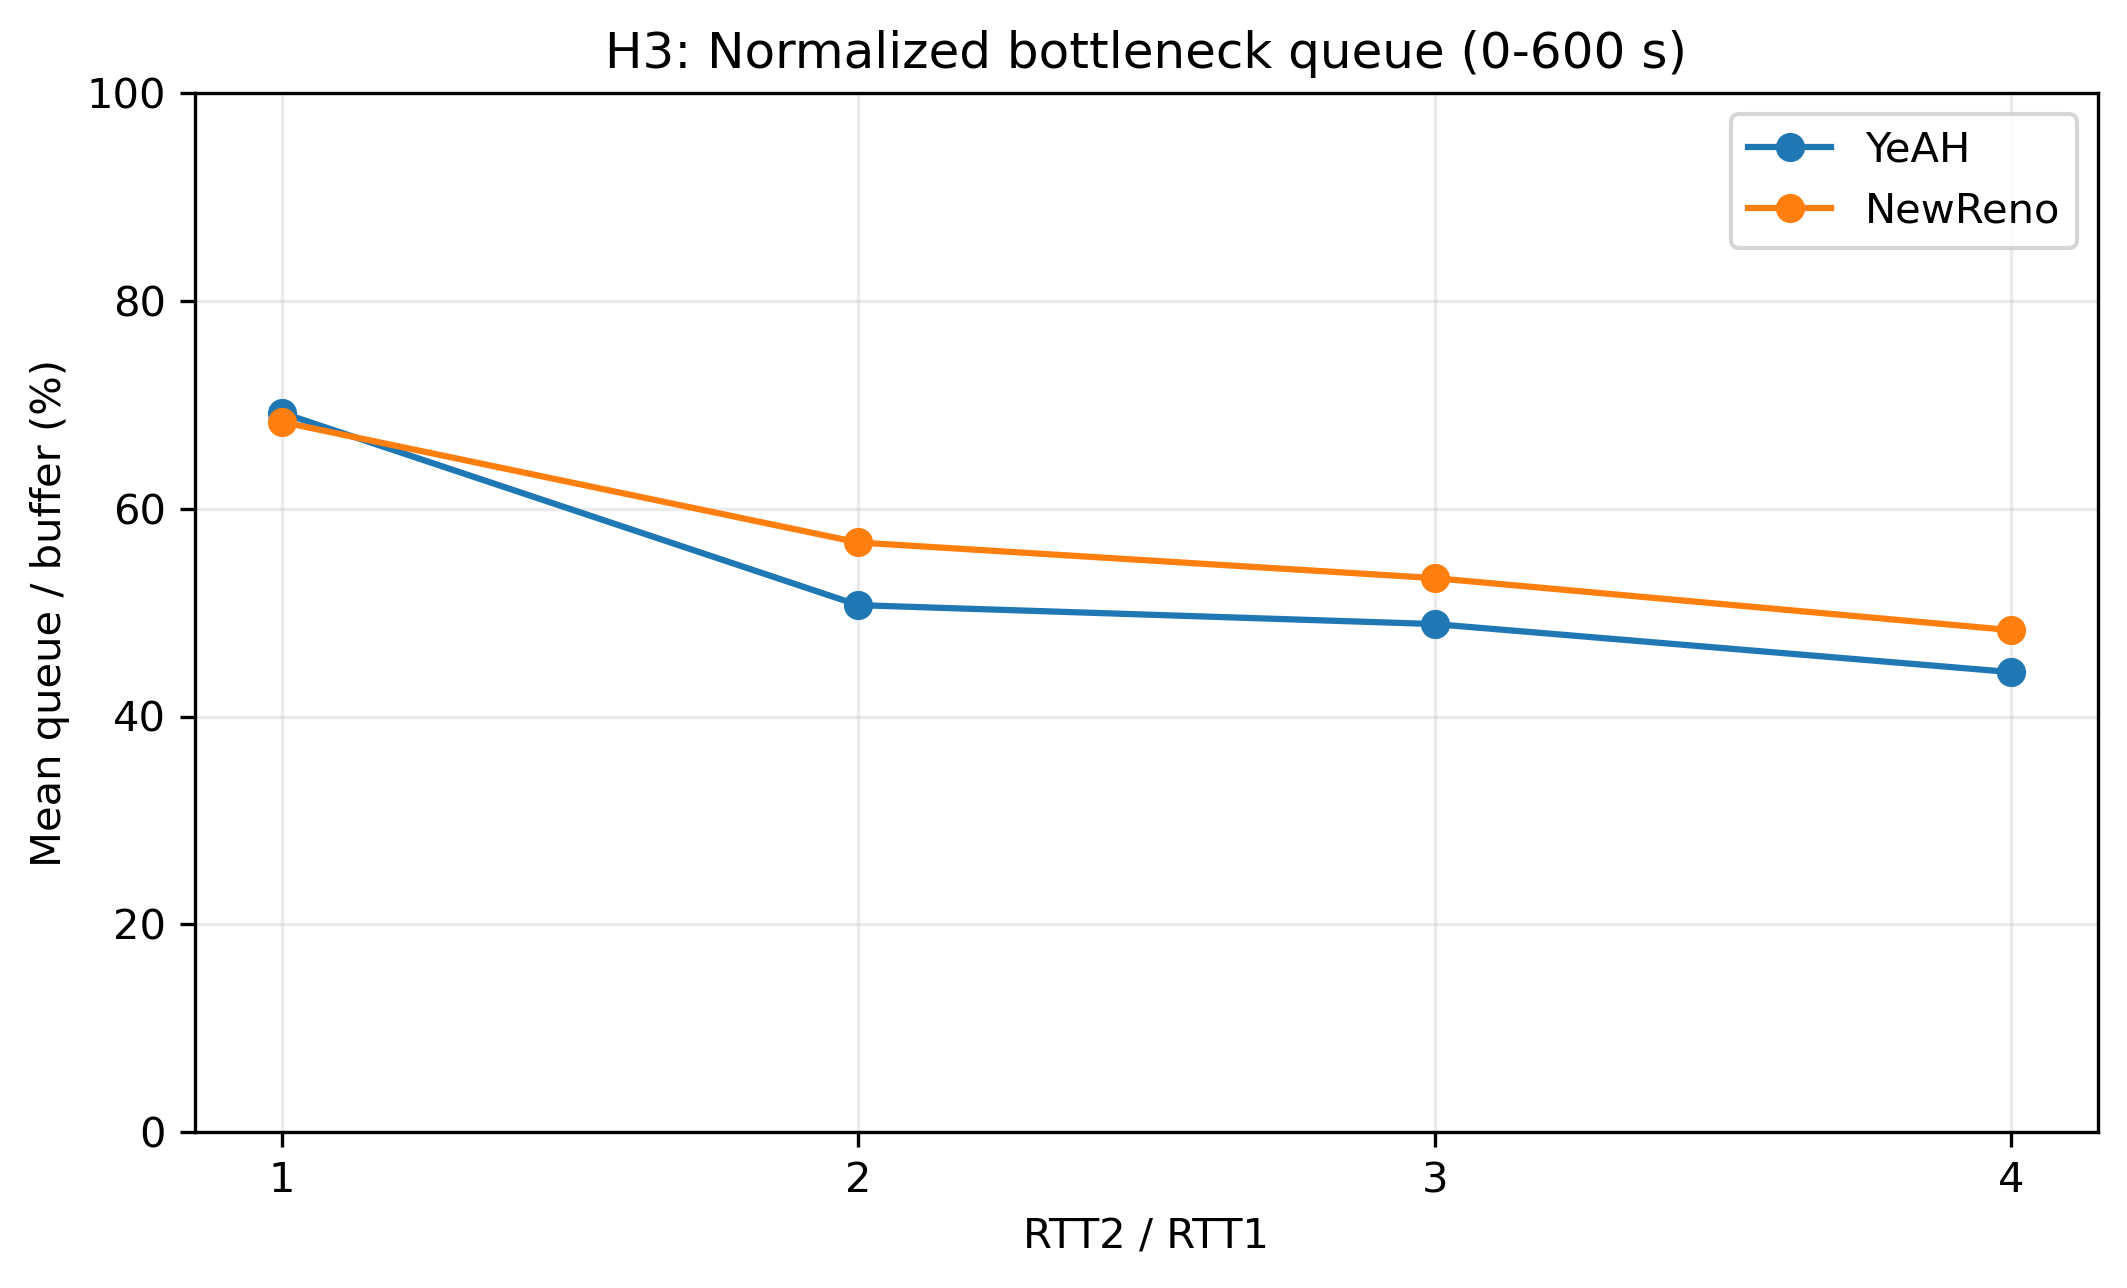 H3: Normalized bottleneck queue (0-600 s)
100
80
60
40
20
0
Mean queue / buffer (%)
YeAH
NewReno
1
2
3
4
RTT2 / RTT1